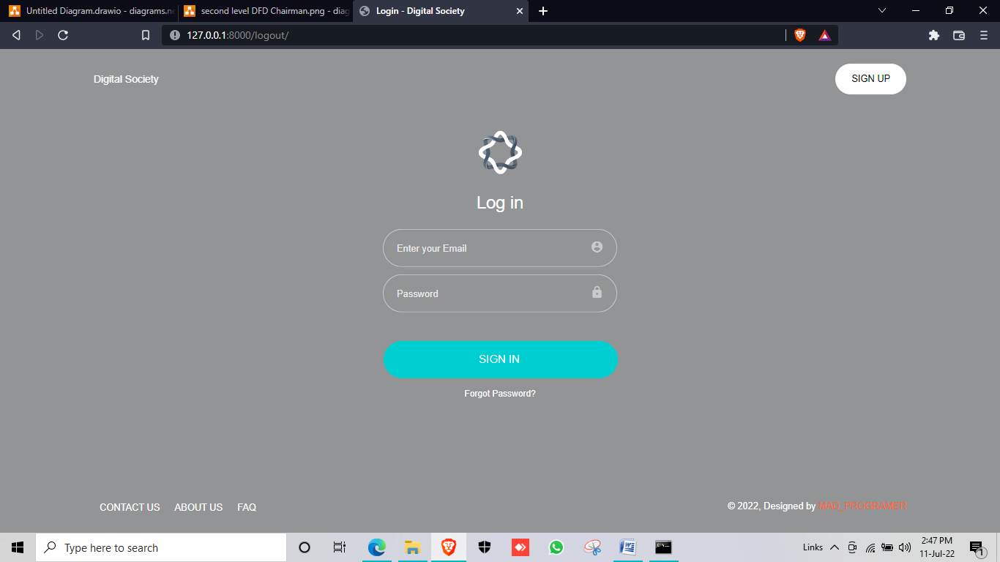 Untitled Diagram.drawio - diagrams.ne
second level DFD Chairman.png - diag
Login - Digital Society
127.0.0.1:8000/logout/
Digital Society
SIGN UP
Log in
Enter your Email
Password
SIGN IN
Forgot Password?
CONTACT US ABOUT US FAQ
© 2022, Designed by MAD_PROGRAMER
Type here to search
Links
2:47 PM
11-Jul-22
1